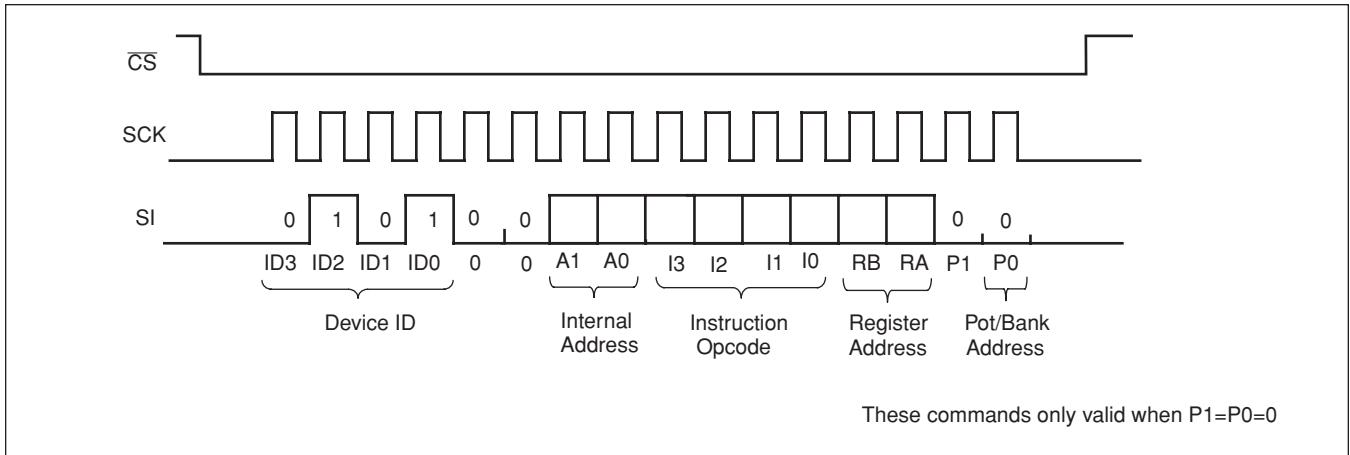 CS
SCK
SI
0 1 0 1 0 0 0 0
ID3 ID2 ID1 ID0 0 0 A1 A0 I3 I2 I1 I0 RB RA P1 P0
Device ID
Internal
Address
Instruction
Opcode
Register
Address
Pot/Bank
Address
These commands only valid when P1=P0=0